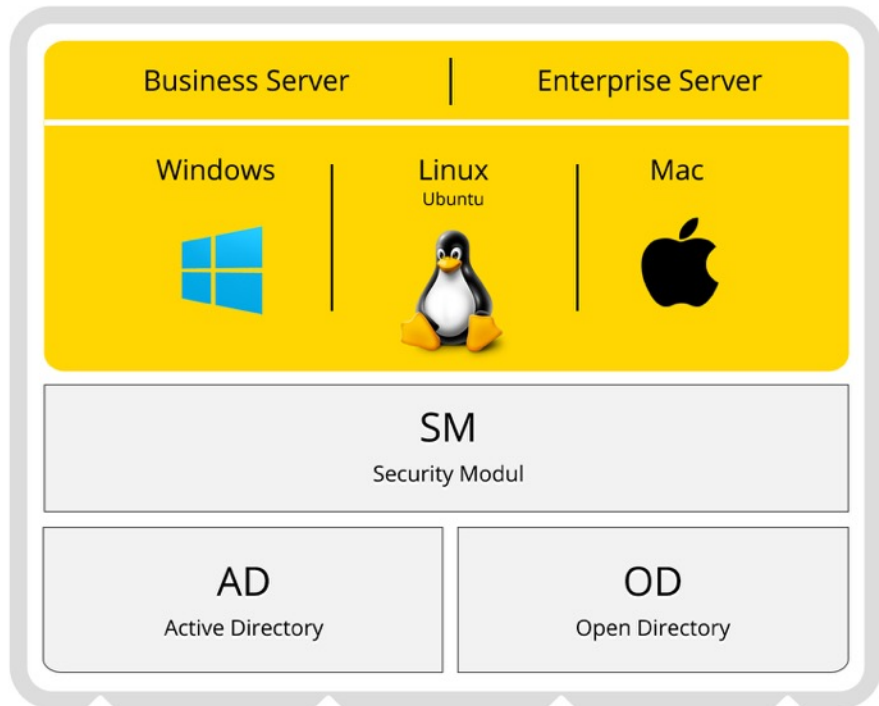 Business Server Enterprise Server
Windows Linux Mac
Ubuntu
SM
Security Modul
AD OD
Active Directory Open Directory